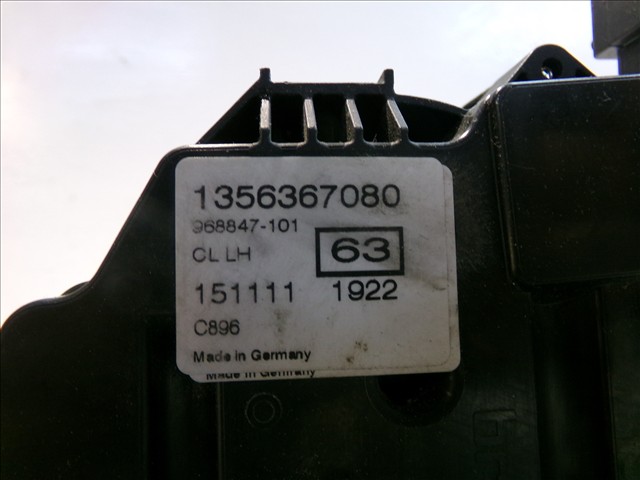 1356367080
968847-101
CL LH
63
151111 1922
C896
Made in Germany
Made in Germany